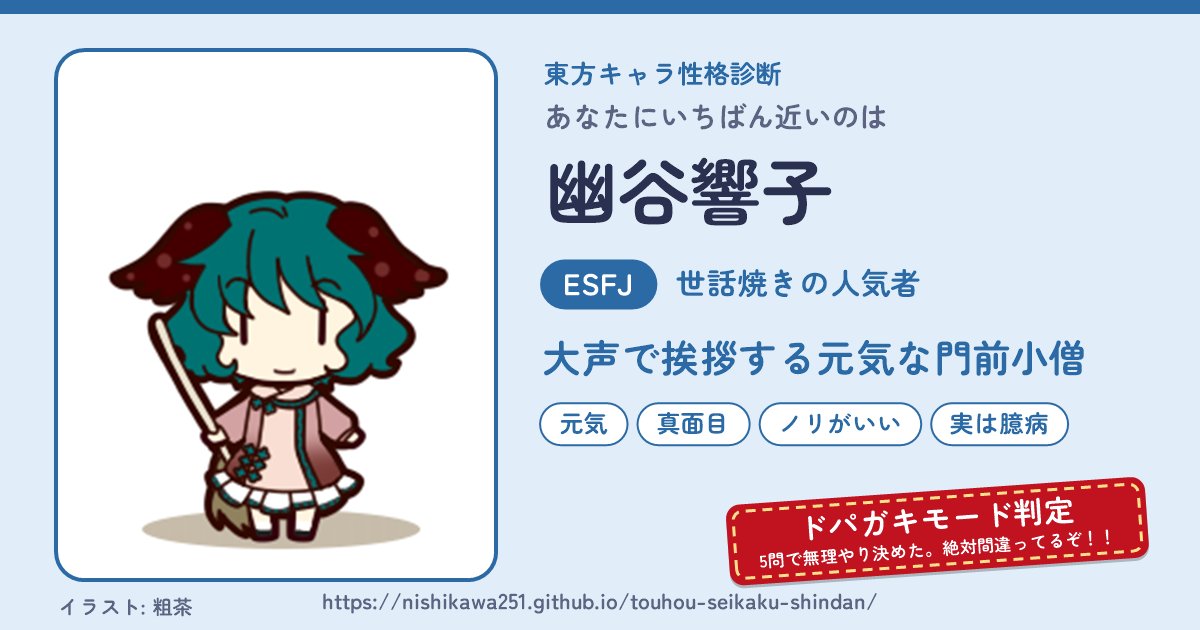 東方キャラ性格診断
あなたにいちばん近いのは
幽谷響子
ESFJ 世話焼きの人気者
大声で挨拶する元気な門前小僧
元気 真面目 ノリがいい 実は臆病
ドパガキモード判定
5問で無理やり決めた。絶対間違ってるぞ！！
イラスト: 粗茶
https://nishikawa251.github.io/touhou-seikaku-shindan/